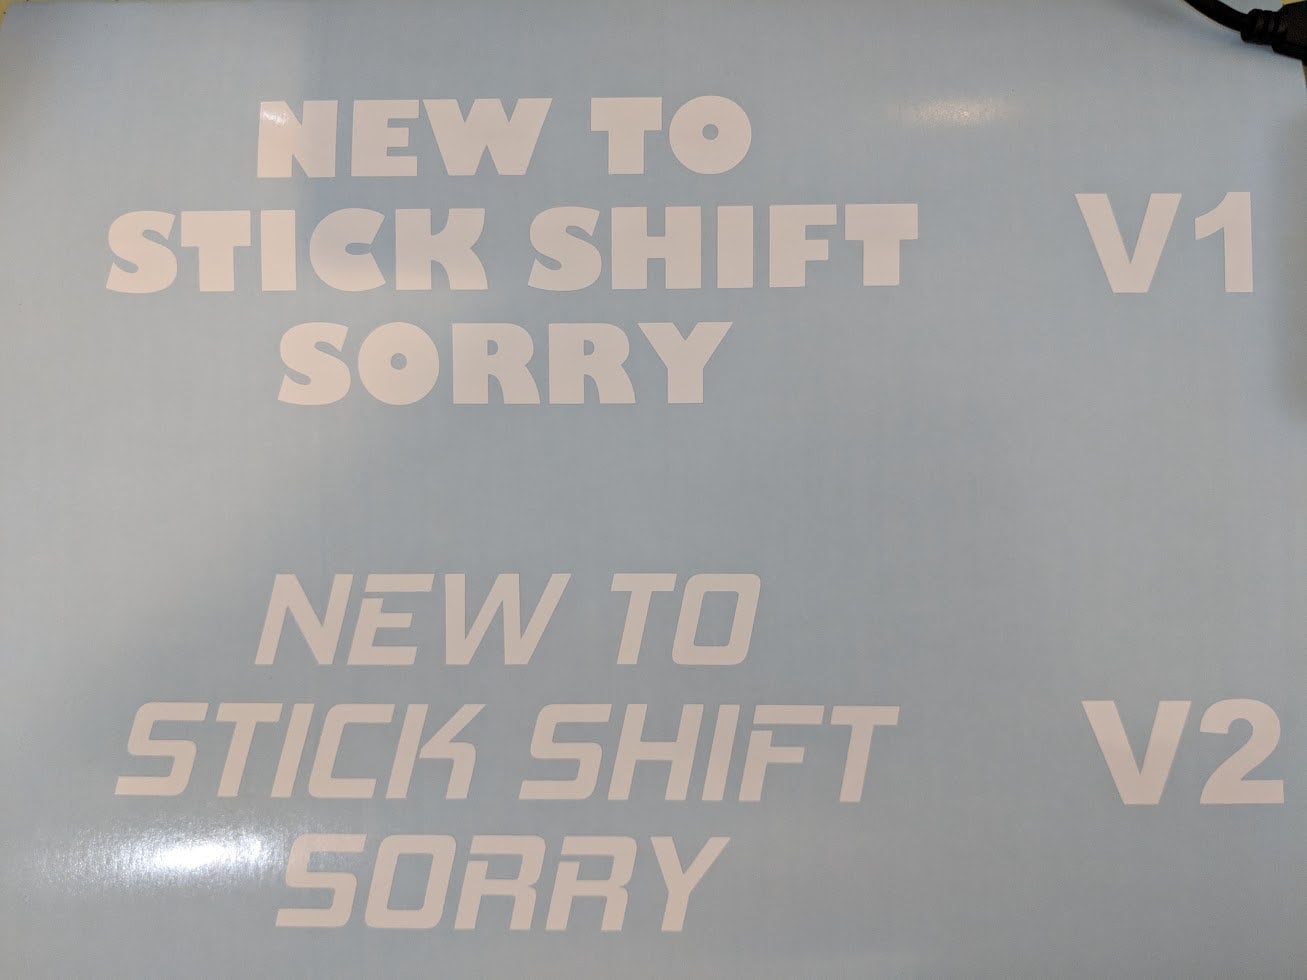 NEW TO
STICK SHIFT
SORRY
V1
NEW TO
STICK SHIFT
SORRY
V2